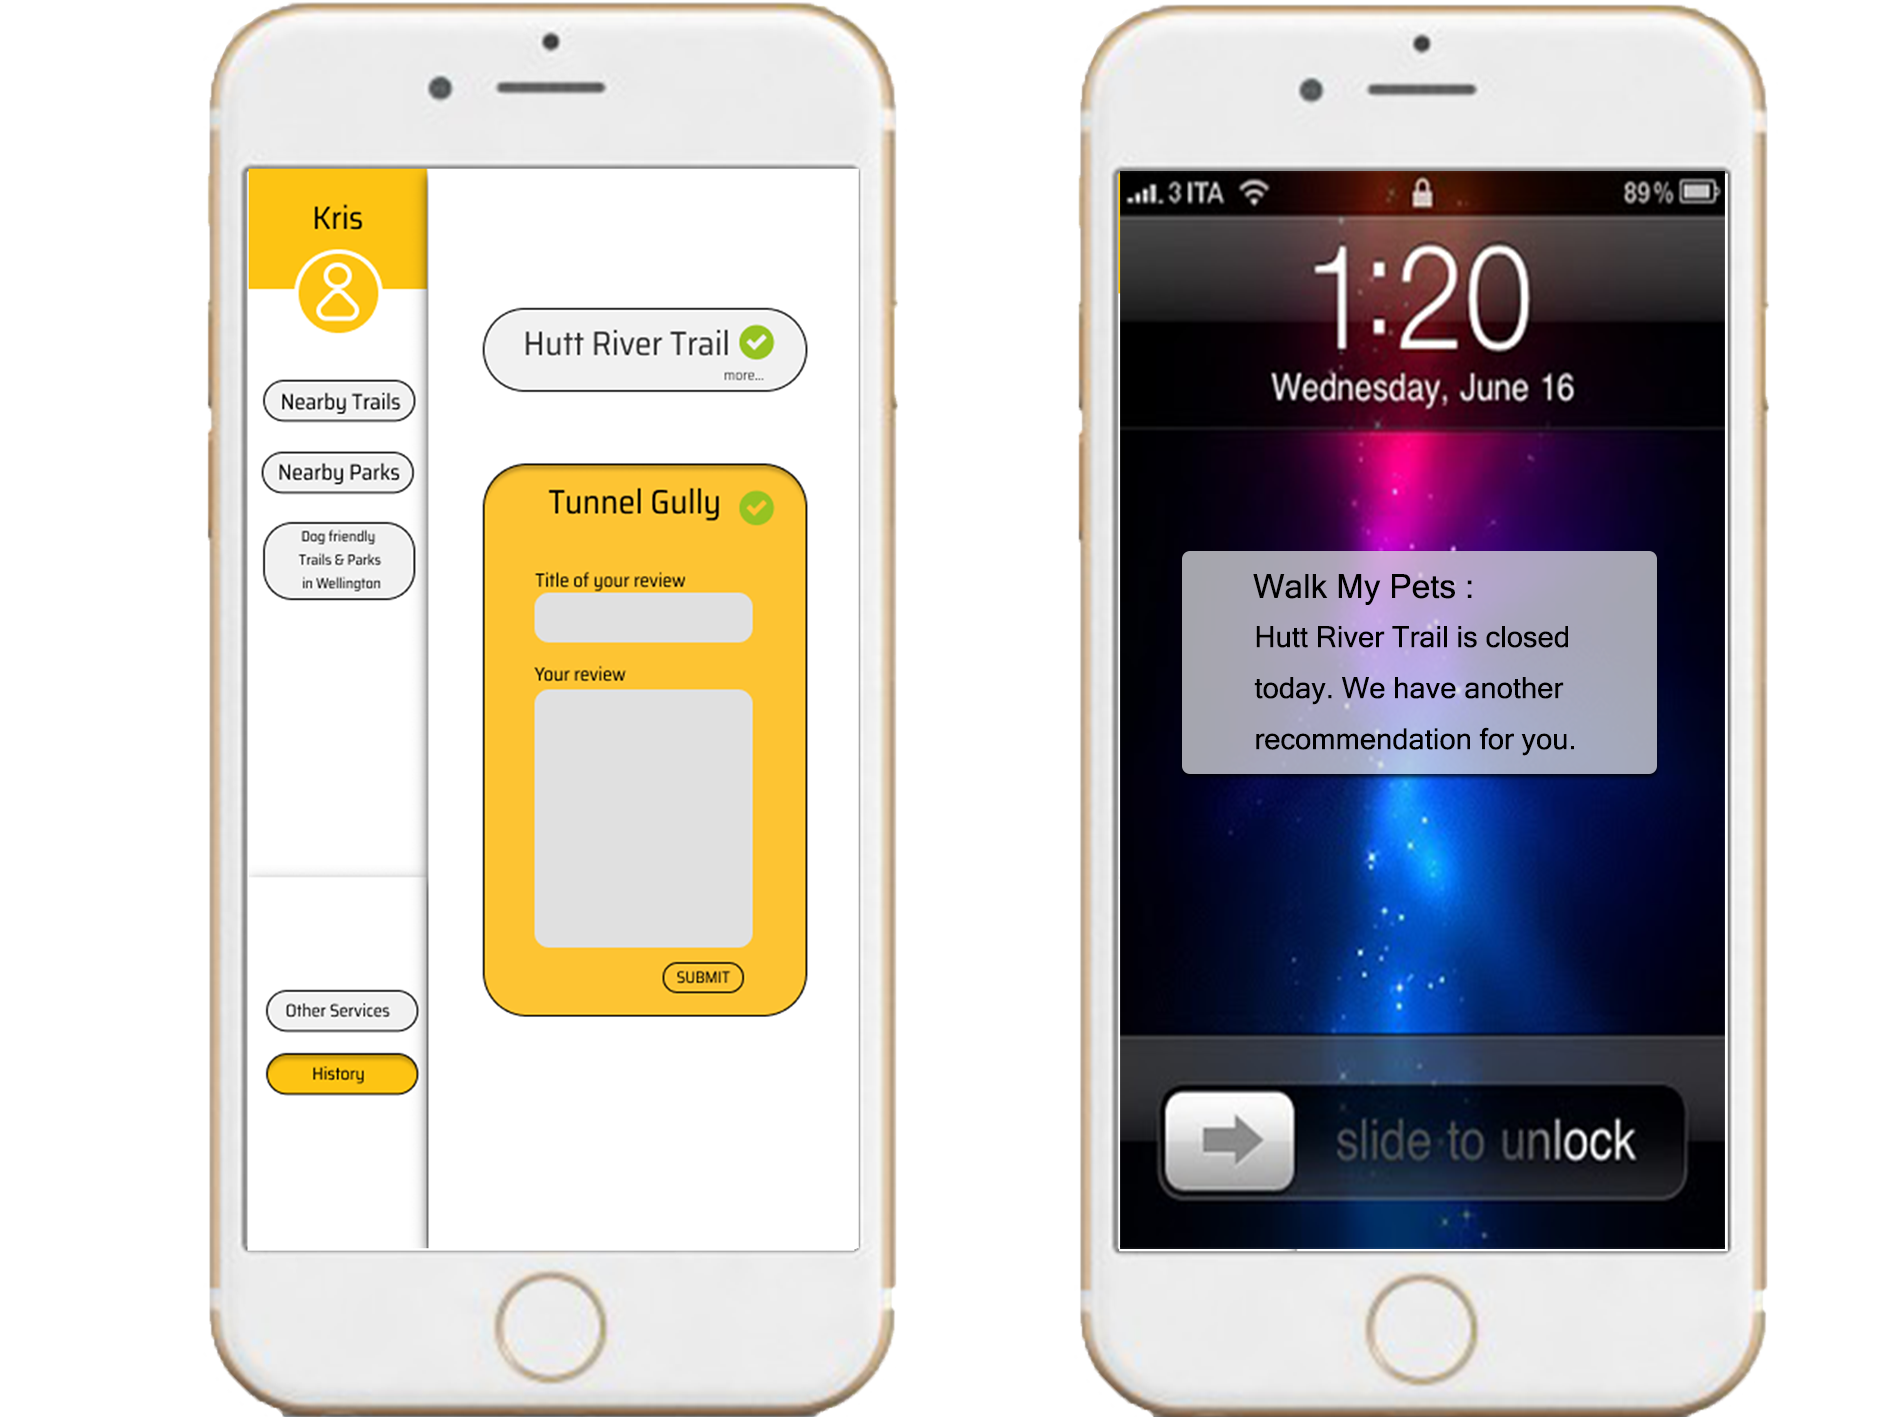 Kris
Nearby Trails
Nearby Parks
Dog friendly
Trails & Parks
in Wellington
Other Services
History
Hutt River Trail
more...
Tunnel Gully
Title of your review
Your review
SUBMIT
3 ITA
89%
1:20
Wednesday, June 16
Walk My Pets :
Hutt River Trail is closed
today. We have another
recommendation for you.
slide to unlock